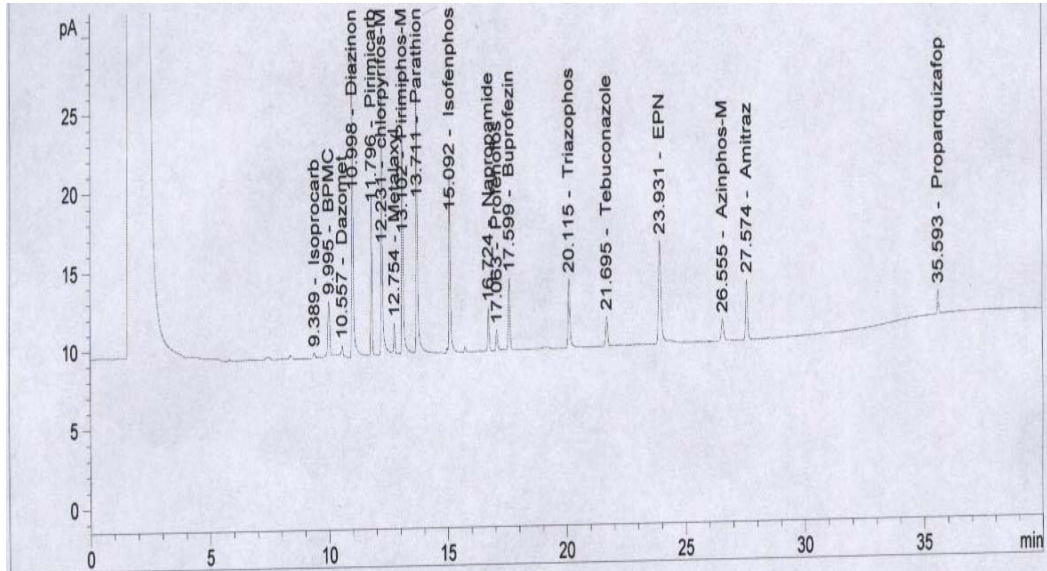 pA
25
20
15
10
5
0
9.389 - Isoprocarb
9.995 - BPMC
10.557 - Dazomet
10.998 - Diazinon
11.796 - Pirimicarb
12.231 - chlorpyrifos-M
12.754 - Metalaxyl
13.102 - Pirimiphos-M
13.711 - Parathion
15.092 - Isofenphos
16.724 - Napropamide
17.063 - Profenofos
17.599 - Buprofezin
20.115 - Triazophos
21.695 - Tebuconazole
23.931 - EPN
26.555 - Azinphos-M
27.574 - Amitraz
35.593 - Proparquizafop
0 5 10 15 20 25 30 35 min